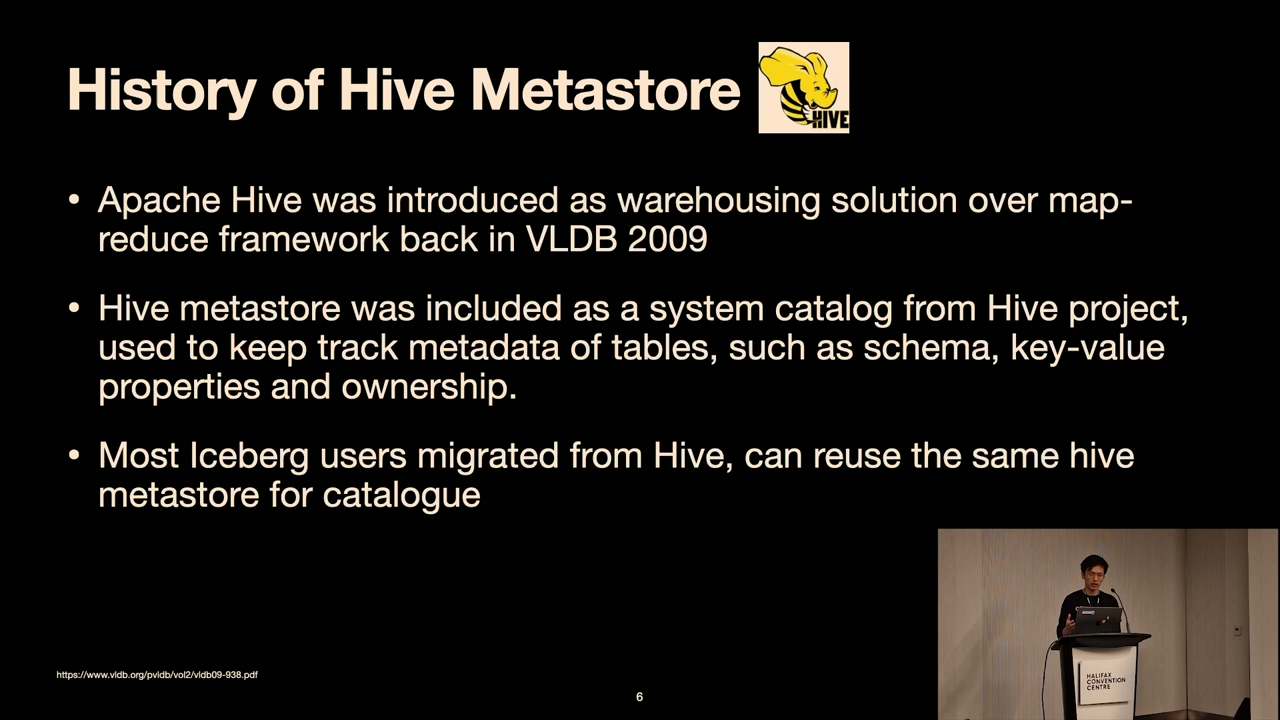 History of Hive Metastore
HIVE
• Apache Hive was introduced as warehousing solution over map-
reduce framework back in VLDB 2009
• Hive metastore was included as a system catalog from Hive project,
used to keep track metadata of tables, such as schema, key-value
properties and ownership.
• Most Iceberg users migrated from Hive, can reuse the same hive
metastore for catalogue
https://www.vldb.org/pvldb/vol2/vldb09-938.pdf
6
HALIFAX
CONVENTION
CENTRE